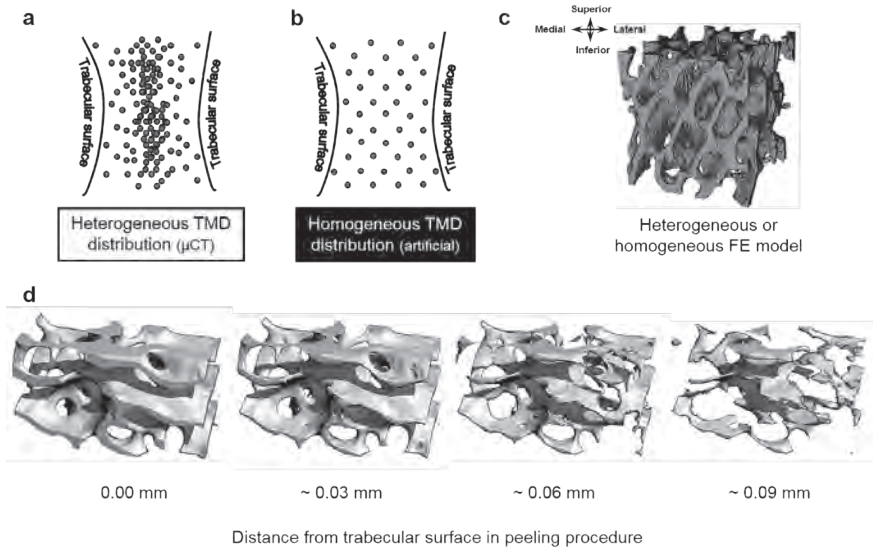 a
Trabecular surface
Trabecular surface
Heterogeneous TMD
distribution (μCT)
b
Trabecular surface
Trabecular surface
Homogeneous TMD
distribution (artificial)
c
Superior
Medial
Lateral
Inferior
Heterogeneous or
homogeneous FE model
d
0.00 mm
~ 0.03 mm
~ 0.06 mm
~ 0.09 mm
Distance from trabecular surface in peeling procedure